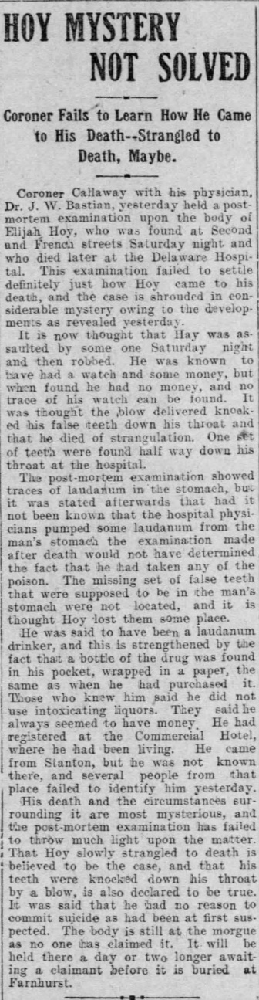 HOY MYSTERY
NOT SOLVED
Coroner Fails to Learn How He Came
to His Death--Strangled to
Death, Maybe.
Coroner Callaway with his physician,
Dr. J. W. Bastian, yesterday held a post-
mortem examination upon the body of
Elijah Hoy, who was found at Second
and French streets Saturday night and
who died later at the Delaware Hospi-
tal. This examination failed to settle
definitely just how Hoy came to his
death, and the case is shrouded in con-
siderable mystery owing to the develop-
ments as revealed yesterday.
It is now thought that Hay was as-
saulted by some one Saturday night
and then robbed. He was known to
have had a watch and some money, but
when found he had no money, and no
trace of his watch can be found. It
was thought the blow delivered knock-
ed his false teeth down his throat and
that he died of strangulation. One set
of teeth were found half way down his
throat at the hospital.
The post-mortem examination showed
traces of laudanum in the stomach, but
it was stated afterwards that had it
not been known that the hospital physi-
cians pumped some laudanum from the
man's stomach the examination made
after death would not have determined
the fact that he had taken any of the
poison. The missing set of false teeth
that were supposed to be in the man's
stomach were not located, and it is
thought Hoy lost them some place.
He was said to have been a laudanum
drinker, and this is strengthened by the
fact that a bottle of the drug was found
in his pocket, wrapped in a paper, the
same as when he had purchased it.
Those who knew him said he did not
use intoxicating liquors. They said he
always seemed to have money. He had
registered at the Commercial Hotel,
where he had been living. He came
from Stanton, but he was not known
there, and several people from that
place failed to identify him yesterday.
His death and the circumstances sur-
rounding it are most mysterious, and
the post-mortem examination has failed
to throw much light upon the matter.
That Hoy slowly strangled to death is
believed to be the case, and that his
teeth were knocked down his throat
by a blow, is also declared to be true.
It was said that he had no reason to
commit suicide as had been at first sus-
pected. The body is still at the morgue
as no one has claimed it. It will be
held there a day or two longer await-
ing a claimant before it is buried at
Farnhurst.